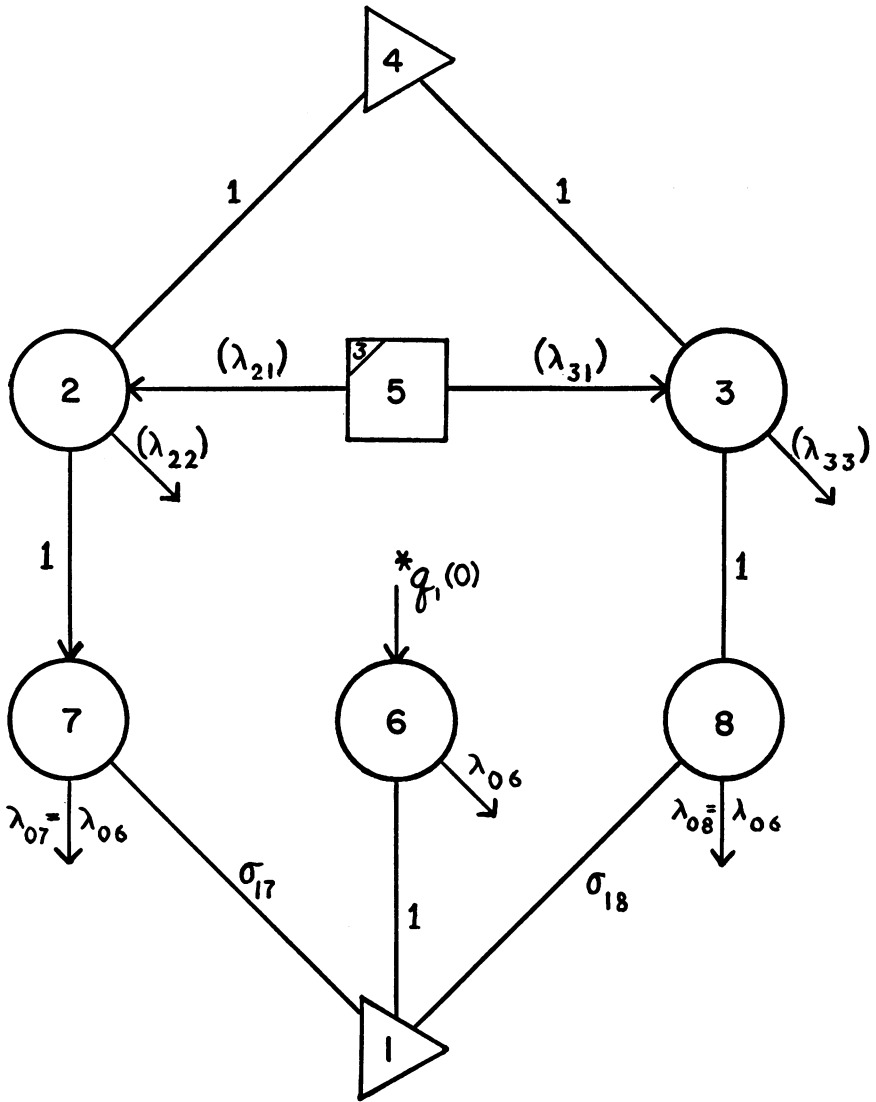 4
1 1
3
(λ₂₁) (λ₃₁)
2 5 3
(λ₂₂) (λ₃₃)
1 *q₁(0) 1
7 6 8
λ₀₆
λ₀₇= λ₀₆ λ₀₈= λ₀₆
σ₁₇ σ₁₈
1
1